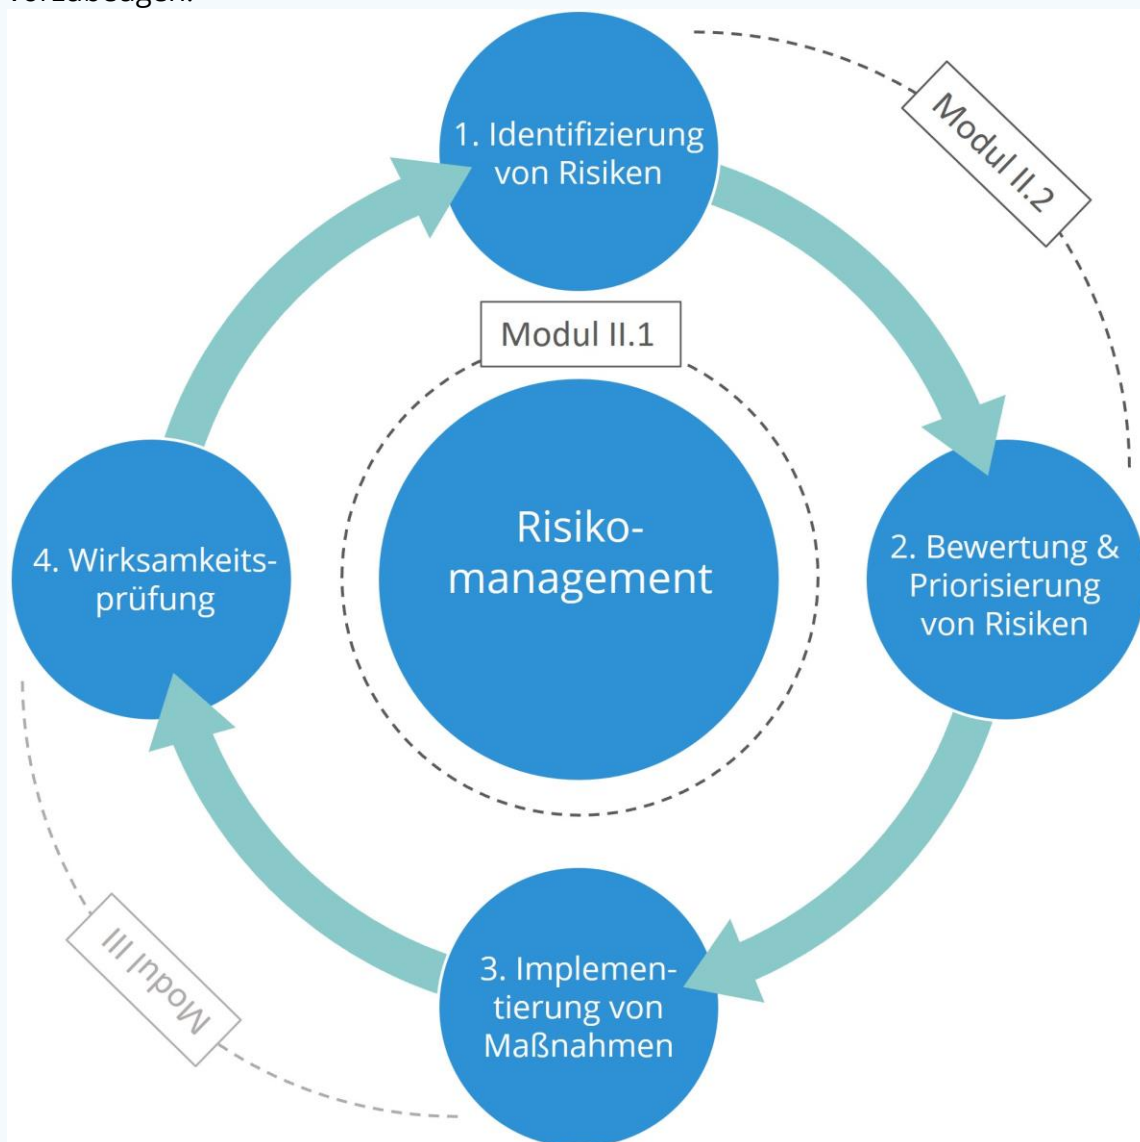 vorzubeugen.
1. Identifizierung
von Risiken
Modul II.2
Modul II.1
Risiko-
management
2. Bewertung &
Priorisierung
von Risiken
4. Wirksamkeits-
prüfung
3. Implemen-
tierung von
Maßnahmen
Modul III